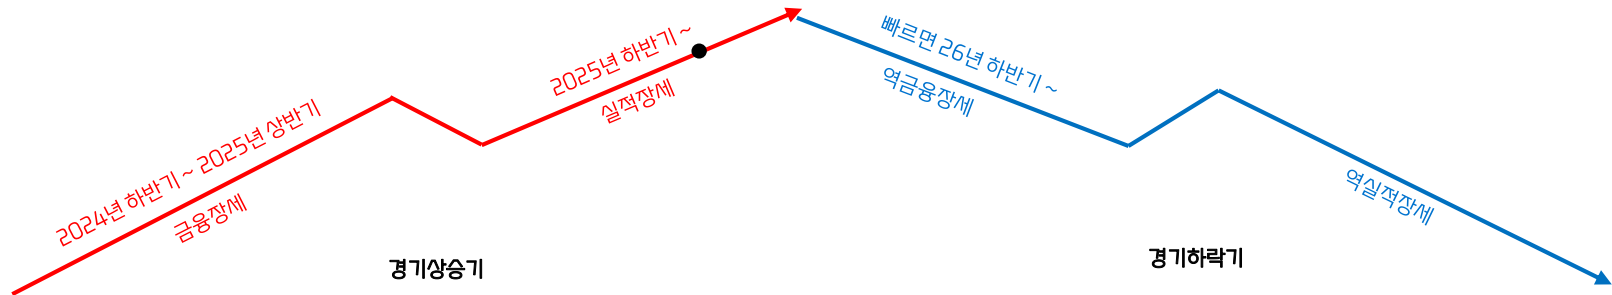 2024년 하반기 ~ 2025년 상반기
금융장세
2025년 하반기 ~
실적장세
경기상승기
빠르면 26년 하반기 ~
역금융장세
역실적장세
경기하락기